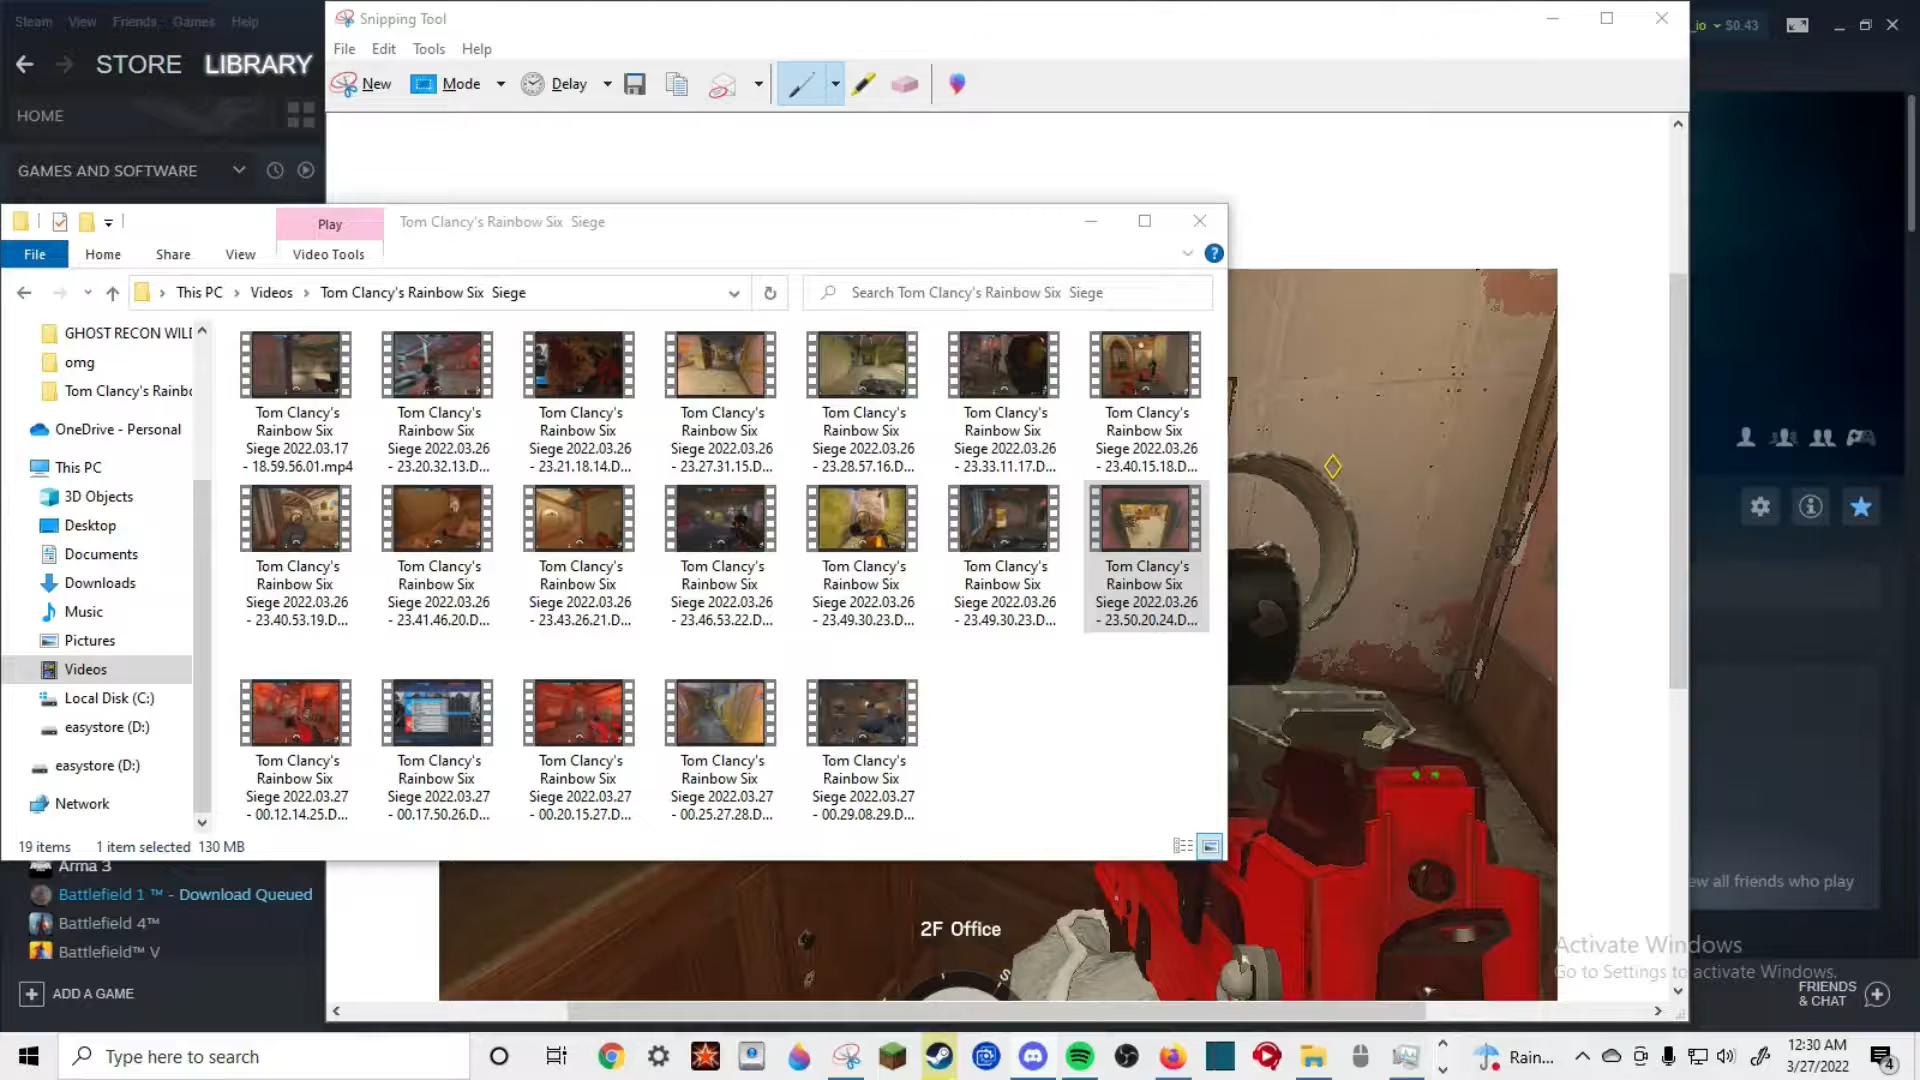 Steam View Friends Games Help
STORE LIBRARY
HOME
GAMES AND SOFTWARE
Snipping Tool
File Edit Tools Help
New Mode Delay
_io $0.43
Play
Tom Clancy's Rainbow Six Siege
File Home Share View Video Tools
This PC > Videos > Tom Clancy's Rainbow Six Siege
Search Tom Clancy's Rainbow Six Siege
GHOST RECON WILD
omg
Tom Clancy's Rainbo
OneDrive - Personal
This PC
3D Objects
Desktop
Documents
Downloads
Music
Pictures
Videos
Local Disk (C:)
easystore (D:)
easystore (D:)
Network
Tom Clancy's Rainbow Six Siege 2022.03.17 - 18.59.56.01.mp4
Tom Clancy's Rainbow Six Siege 2022.03.26 - 23.20.32.13.D...
Tom Clancy's Rainbow Six Siege 2022.03.26 - 23.21.18.14.D...
Tom Clancy's Rainbow Six Siege 2022.03.26 - 23.27.31.15.D...
Tom Clancy's Rainbow Six Siege 2022.03.26 - 23.28.57.16.D...
Tom Clancy's Rainbow Six Siege 2022.03.26 - 23.33.11.17.D...
Tom Clancy's Rainbow Six Siege 2022.03.26 - 23.40.15.18.D...
Tom Clancy's Rainbow Six Siege 2022.03.26 - 23.40.53.19.D...
Tom Clancy's Rainbow Six Siege 2022.03.26 - 23.41.46.20.D...
Tom Clancy's Rainbow Six Siege 2022.03.26 - 23.43.26.21.D...
Tom Clancy's Rainbow Six Siege 2022.03.26 - 23.46.53.22.D...
Tom Clancy's Rainbow Six Siege 2022.03.26 - 23.49.30.23.D...
Tom Clancy's Rainbow Six Siege 2022.03.26 - 23.49.30.23.D...
Tom Clancy's Rainbow Six Siege 2022.03.26 - 23.50.20.24.D...
Tom Clancy's Rainbow Six Siege 2022.03.27 - 00.12.14.25.D...
Tom Clancy's Rainbow Six Siege 2022.03.27 - 00.17.50.26.D...
Tom Clancy's Rainbow Six Siege 2022.03.27 - 00.20.15.27.D...
Tom Clancy's Rainbow Six Siege 2022.03.27 - 00.25.27.28.D...
Tom Clancy's Rainbow Six Siege 2022.03.27 - 00.29.08.29.D...
19 items 1 item selected 130 MB
Arma 3
Battlefield 1 ™ - Download Queued
Battlefield 4™
Battlefield™ V
ADD A GAME
2F Office
S
ew all friends who play
Activate Windows
Go to Settings to activate Windows.
FRIENDS
& CHAT
Type here to search
Rain...
12:30 AM
3/27/2022
4